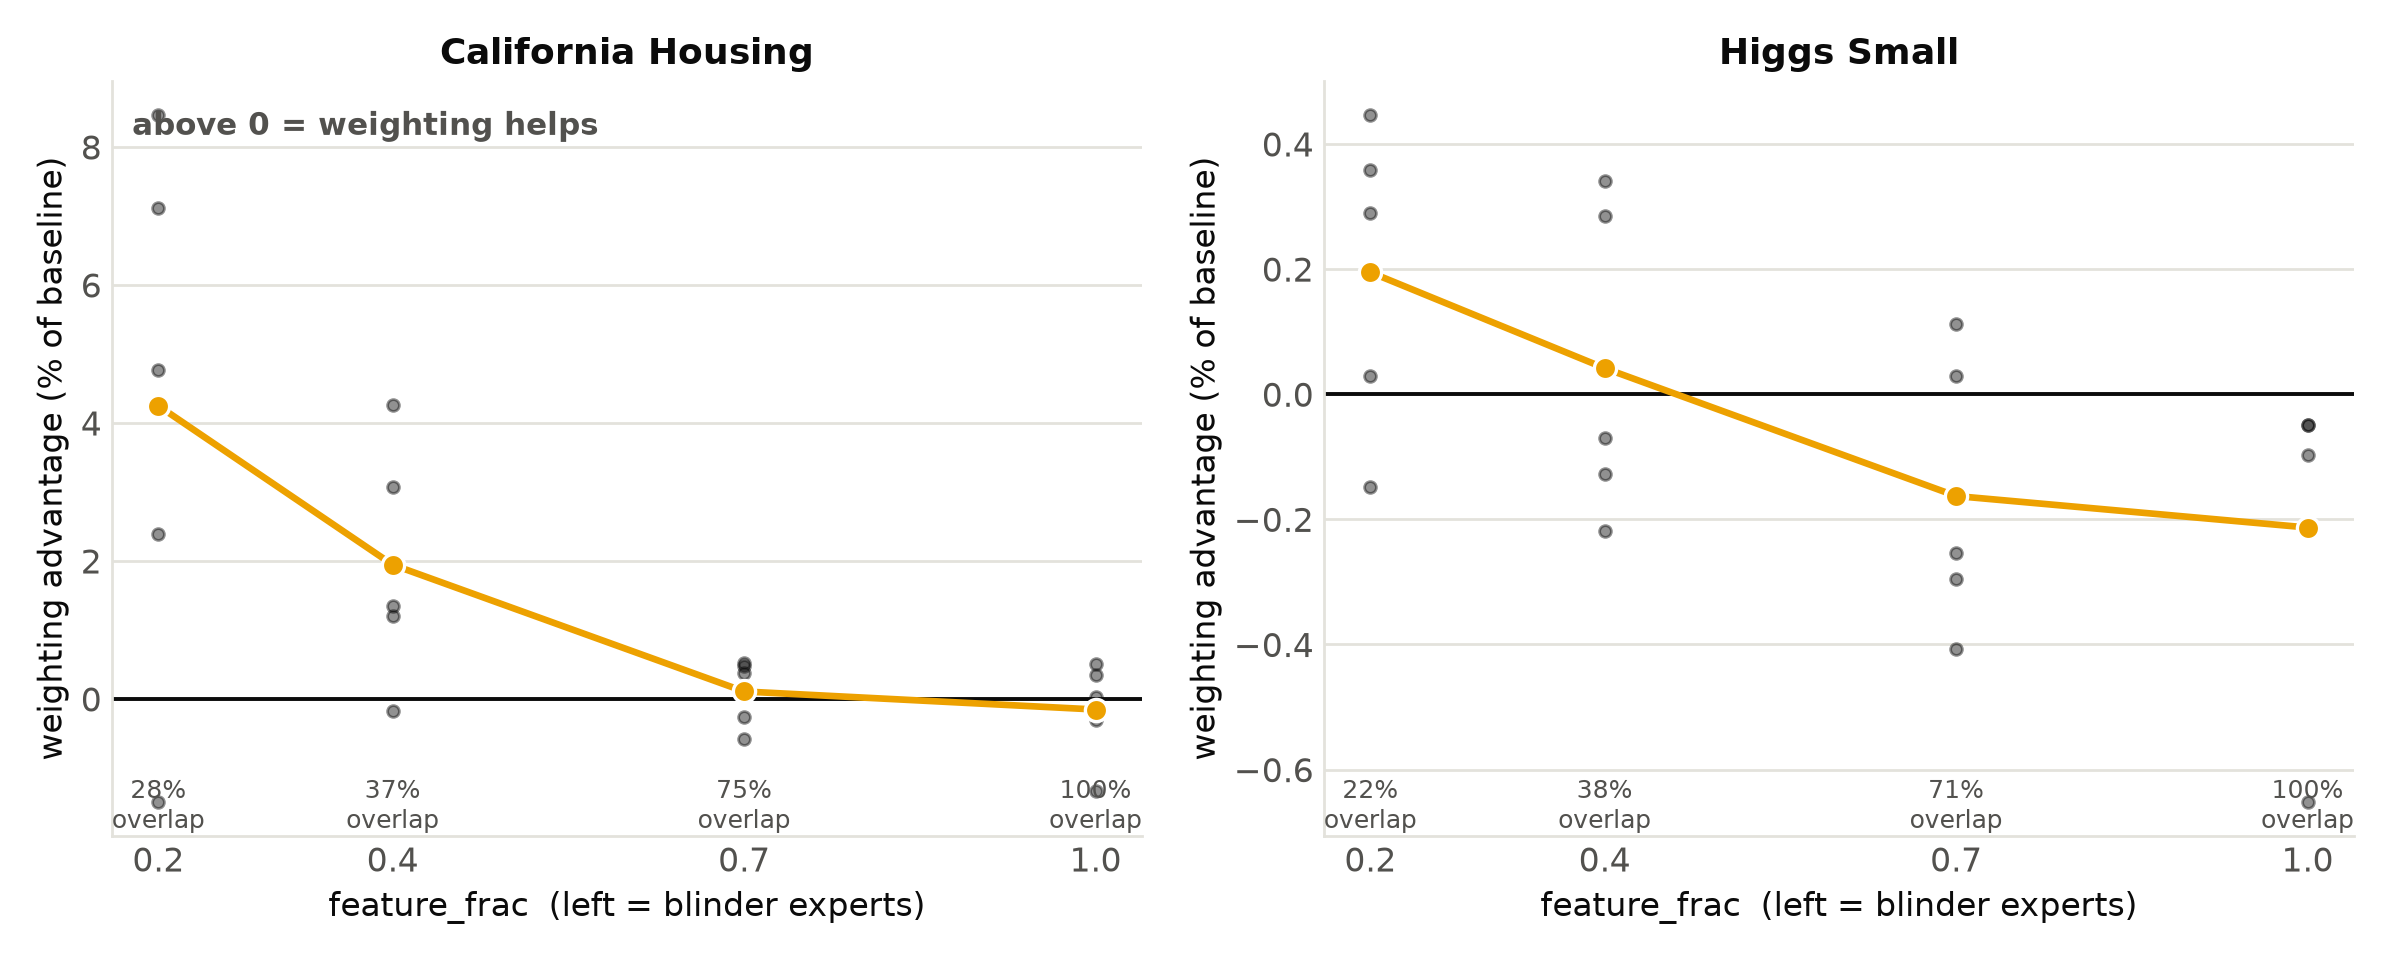 California Housing
above 0 = weighting helps
weighting advantage (% of baseline)
8
6
4
2
0
28%
overlap
37%
overlap
75%
overlap
100%
overlap
0.2
0.4
0.7
1.0
feature_frac  (left = blinder experts)
Higgs Small
weighting advantage (% of baseline)
0.4
0.2
0.0
−0.2
−0.4
−0.6
22%
overlap
38%
overlap
71%
overlap
100%
overlap
0.2
0.4
0.7
1.0
feature_frac  (left = blinder experts)